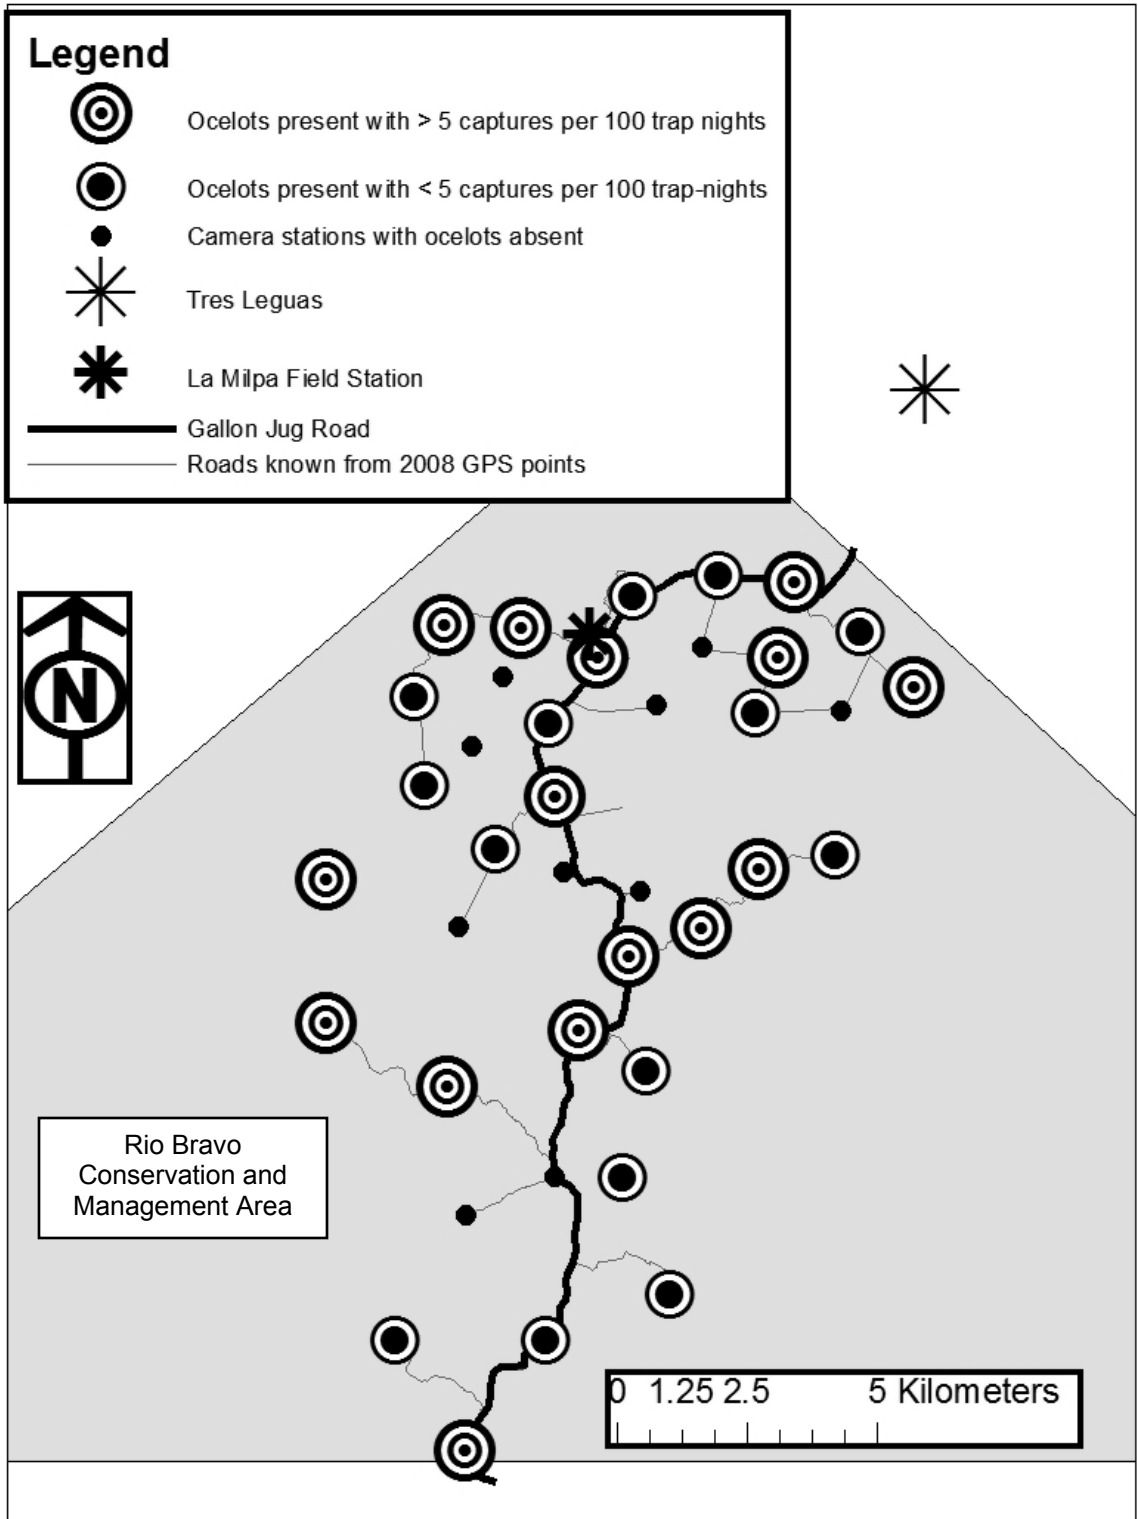 Legend
Ocelots present with > 5 captures per 100 trap nights
Ocelots present with < 5 captures per 100 trap-nights
Camera stations with ocelots absent
Tres Leguas
La Milpa Field Station
Gallon Jug Road
Roads known from 2008 GPS points
N
Rio Bravo
Conservation and
Management Area
0 1.25 2.5 5 Kilometers